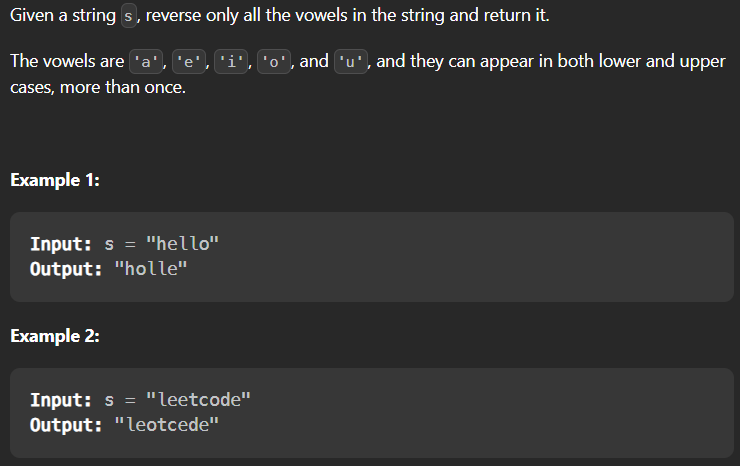 Given a string s, reverse only all the vowels in the string and return it.
The vowels are 'a', 'e', 'i', 'o', and 'u', and they can appear in both lower and upper
cases, more than once.
Example 1:
Input: s = "hello"
Output: "holle"
Example 2:
Input: s = "leetcode"
Output: "leotcede"